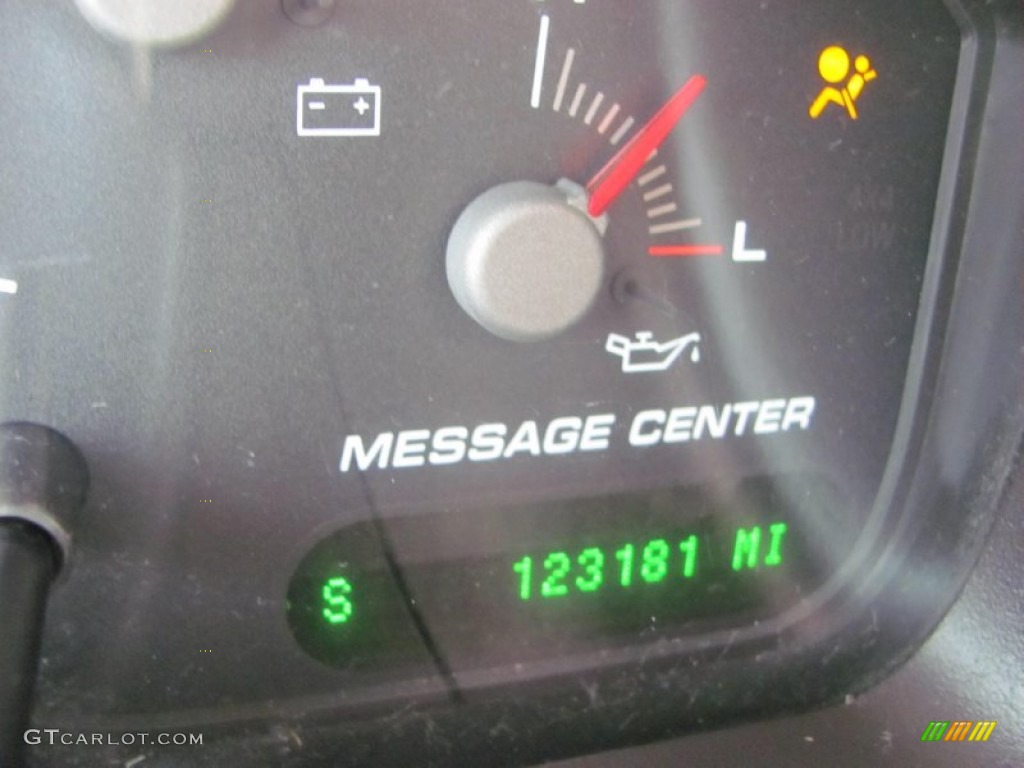 L
4X4
LOW
MESSAGE CENTER
S 123181 MI
GTCARLOT.COM